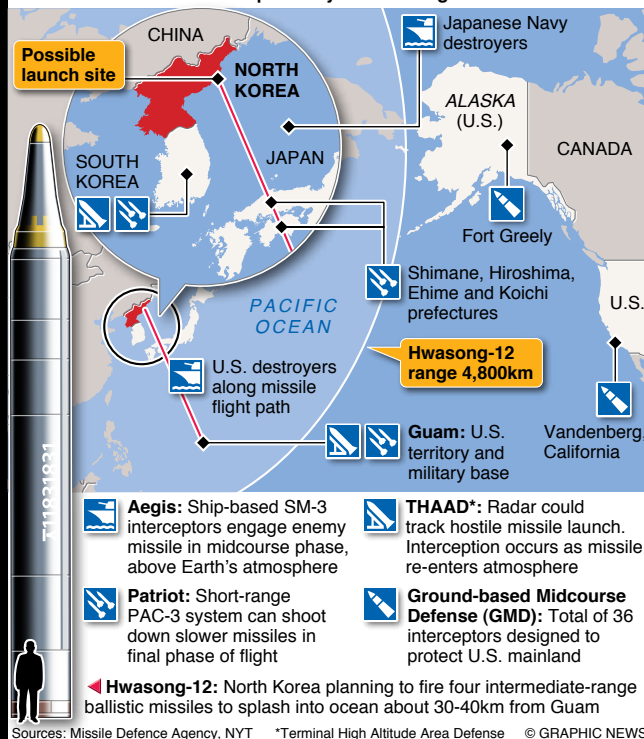 CHINA
Possible
launch site
NORTH
KOREA
SOUTH
KOREA
JAPAN
Japanese Navy
destroyers
ALASKA
(U.S.)
CANADA
Fort Greely
Shimane, Hiroshima,
Ehime and Koichi
prefectures
U.S.
PACIFIC
OCEAN
Hwasong-12
range 4,800km
U.S. destroyers
along missile
flight path
Guam: U.S.
territory and
military base
Vandenberg,
California
Aegis: Ship-based SM-3
interceptors engage enemy
missile in midcourse phase,
above Earth's atmosphere
THAAD*: Radar could
track hostile missile launch.
Interception occurs as missile
re-enters atmosphere
Patriot: Short-range
PAC-3 system can shoot
down slower missiles in
final phase of flight
Ground-based Midcourse
Defense (GMD): Total of 36
interceptors designed to
protect U.S. mainland
Hwasong-12: North Korea planning to fire four intermediate-range
ballistic missiles to splash into ocean about 30-40km from Guam
Sources: Missile Defence Agency, NYT *Terminal High Altitude Area Defense © GRAPHIC NEWS